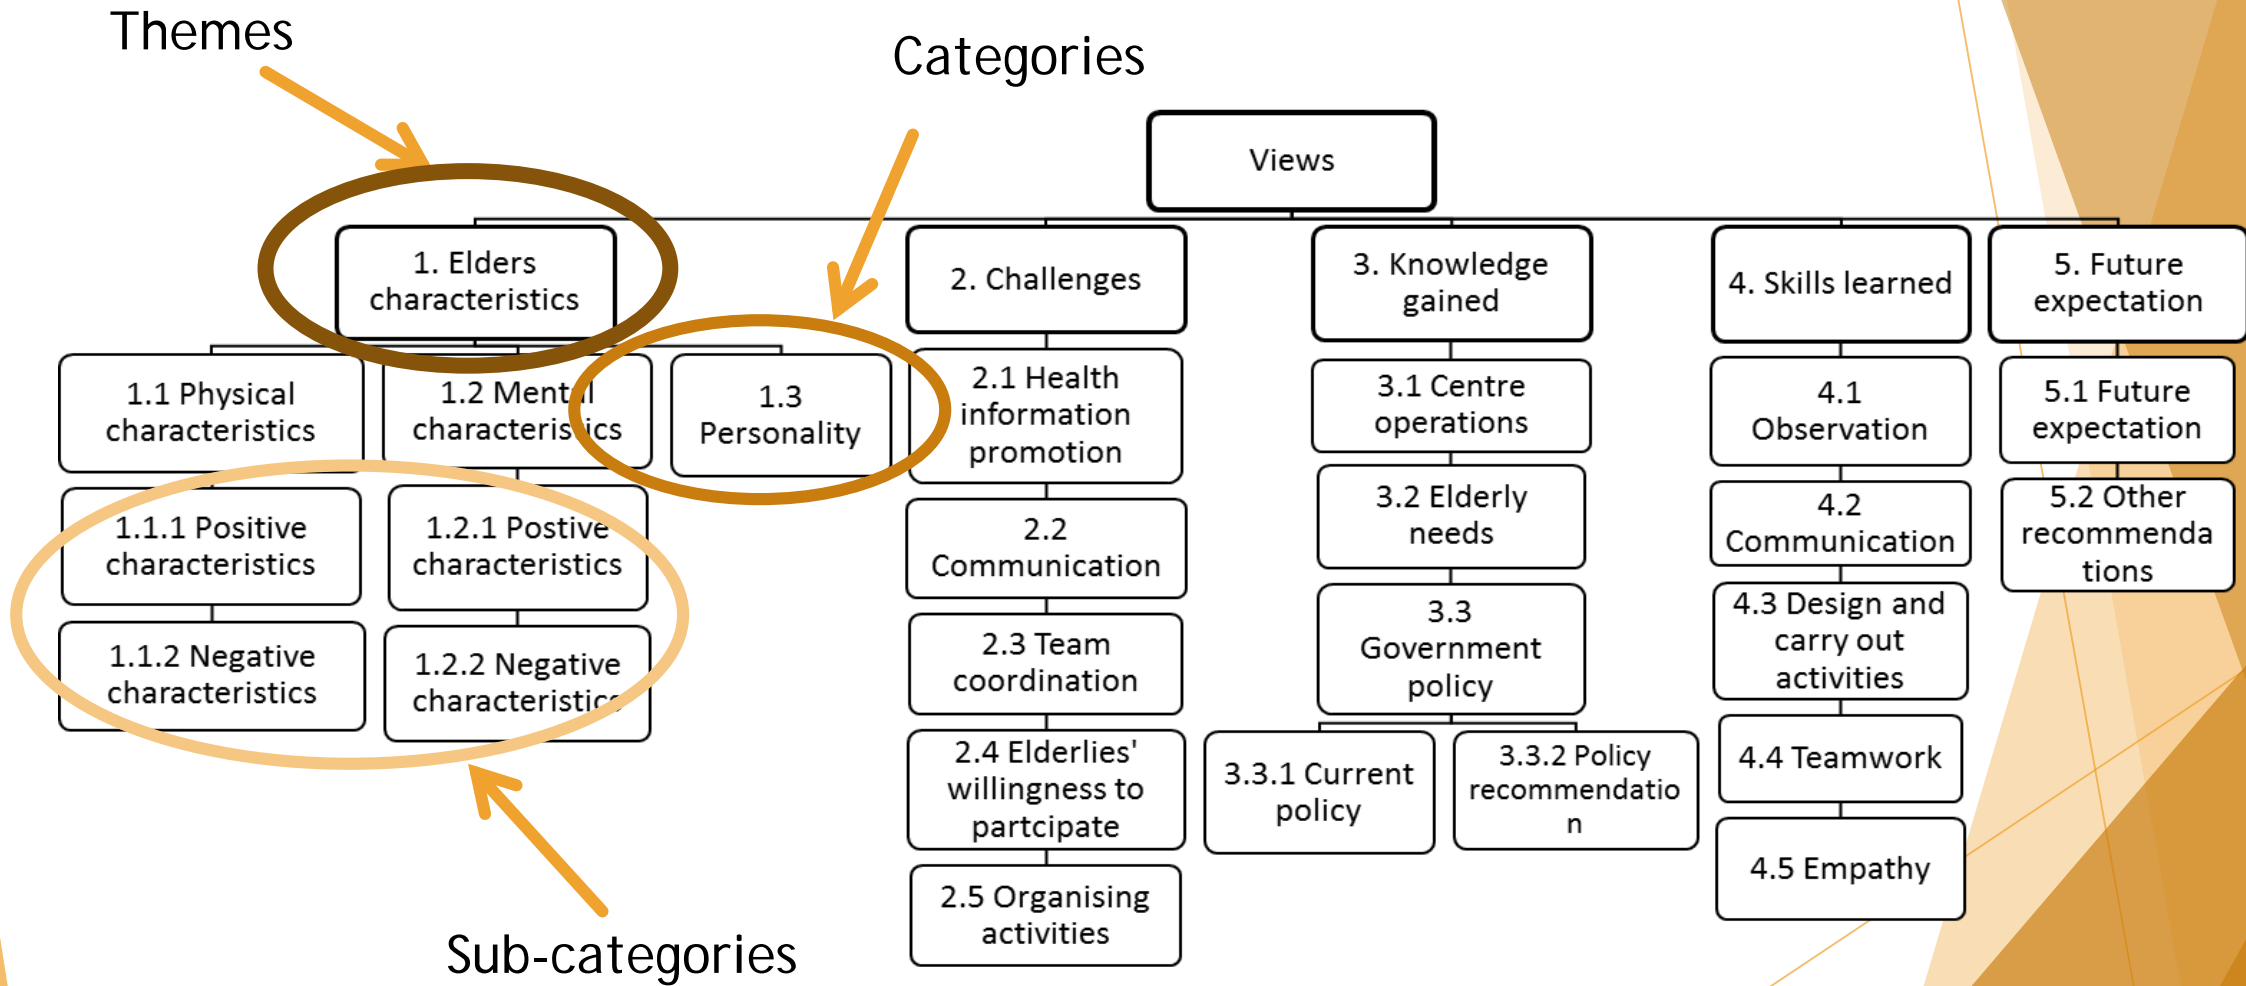 Themes
Categories
Views
1. Elders
characteristics
2. Challenges
3. Knowledge
gained
4. Skills learned
5. Future
expectation
1.1 Physical
characteristics
1.2 Mental
characteristics
1.3
Personality
2.1 Health
information
promotion
3.1 Centre
operations
4.1
Observation
5.1 Future
expectation
1.1.1 Positive
characteristics
1.2.1 Postive
characteristics
2.2
Communication
3.2 Elderly
needs
4.2
Communication
5.2 Other
recommenda
tions
1.1.2 Negative
characteristics
1.2.2 Negative
characteristics
2.3 Team
coordination
3.3
Government
policy
4.3 Design and
carry out
activities
2.4 Elderlies'
willingness to
partcipate
3.3.1 Current
policy
3.3.2 Policy
recommendatio
n
4.4 Teamwork
2.5 Organising
activities
4.5 Empathy
Sub-categories